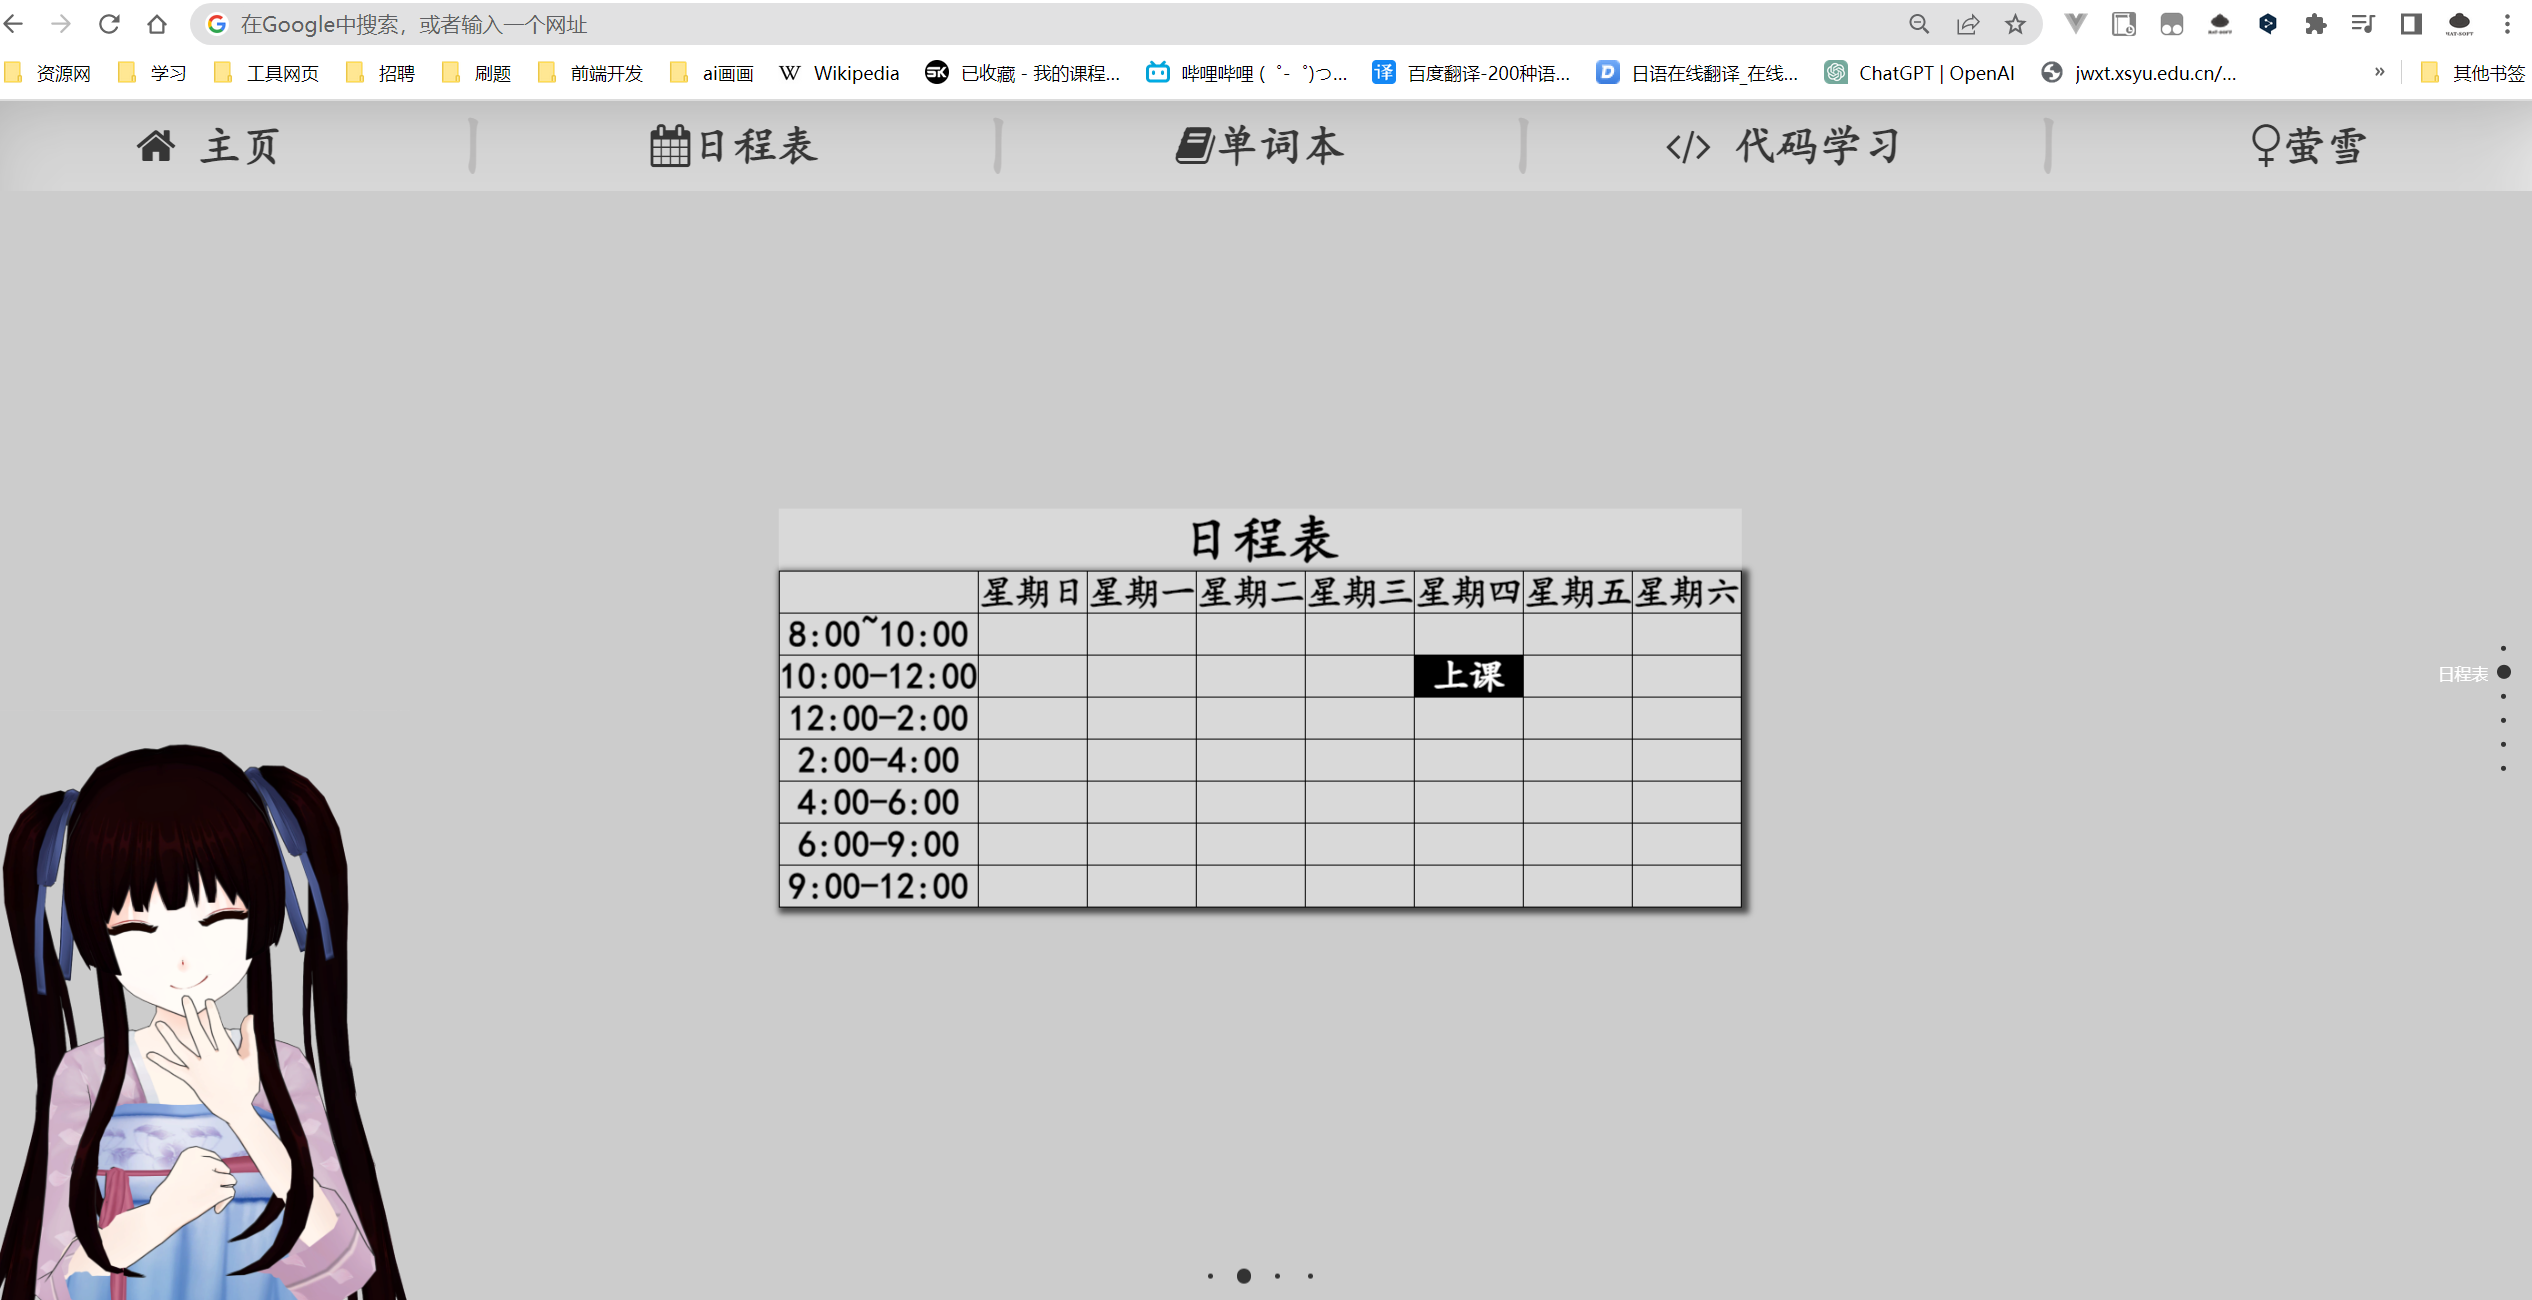 在Google中搜索，或者输入一个网址
资源网 学习 工具网页 招聘 刷题 前端开发 ai画画 Wikipedia 已收藏 - 我的课程... 哔哩哔哩 (゜-゜)つ... 百度翻译-200种语... 日语在线翻译_在线... ChatGPT | OpenAI jwxt.xsyu.edu.cn/... » 其他书签
主页 日程表 单词本 </> 代码学习 萤雪
日程表
星期日 星期一 星期二 星期三 星期四 星期五 星期六
8:00~10:00
10:00-12:00 上课
12:00-2:00
2:00-4:00
4:00-6:00
6:00-9:00
9:00-12:00
日程表